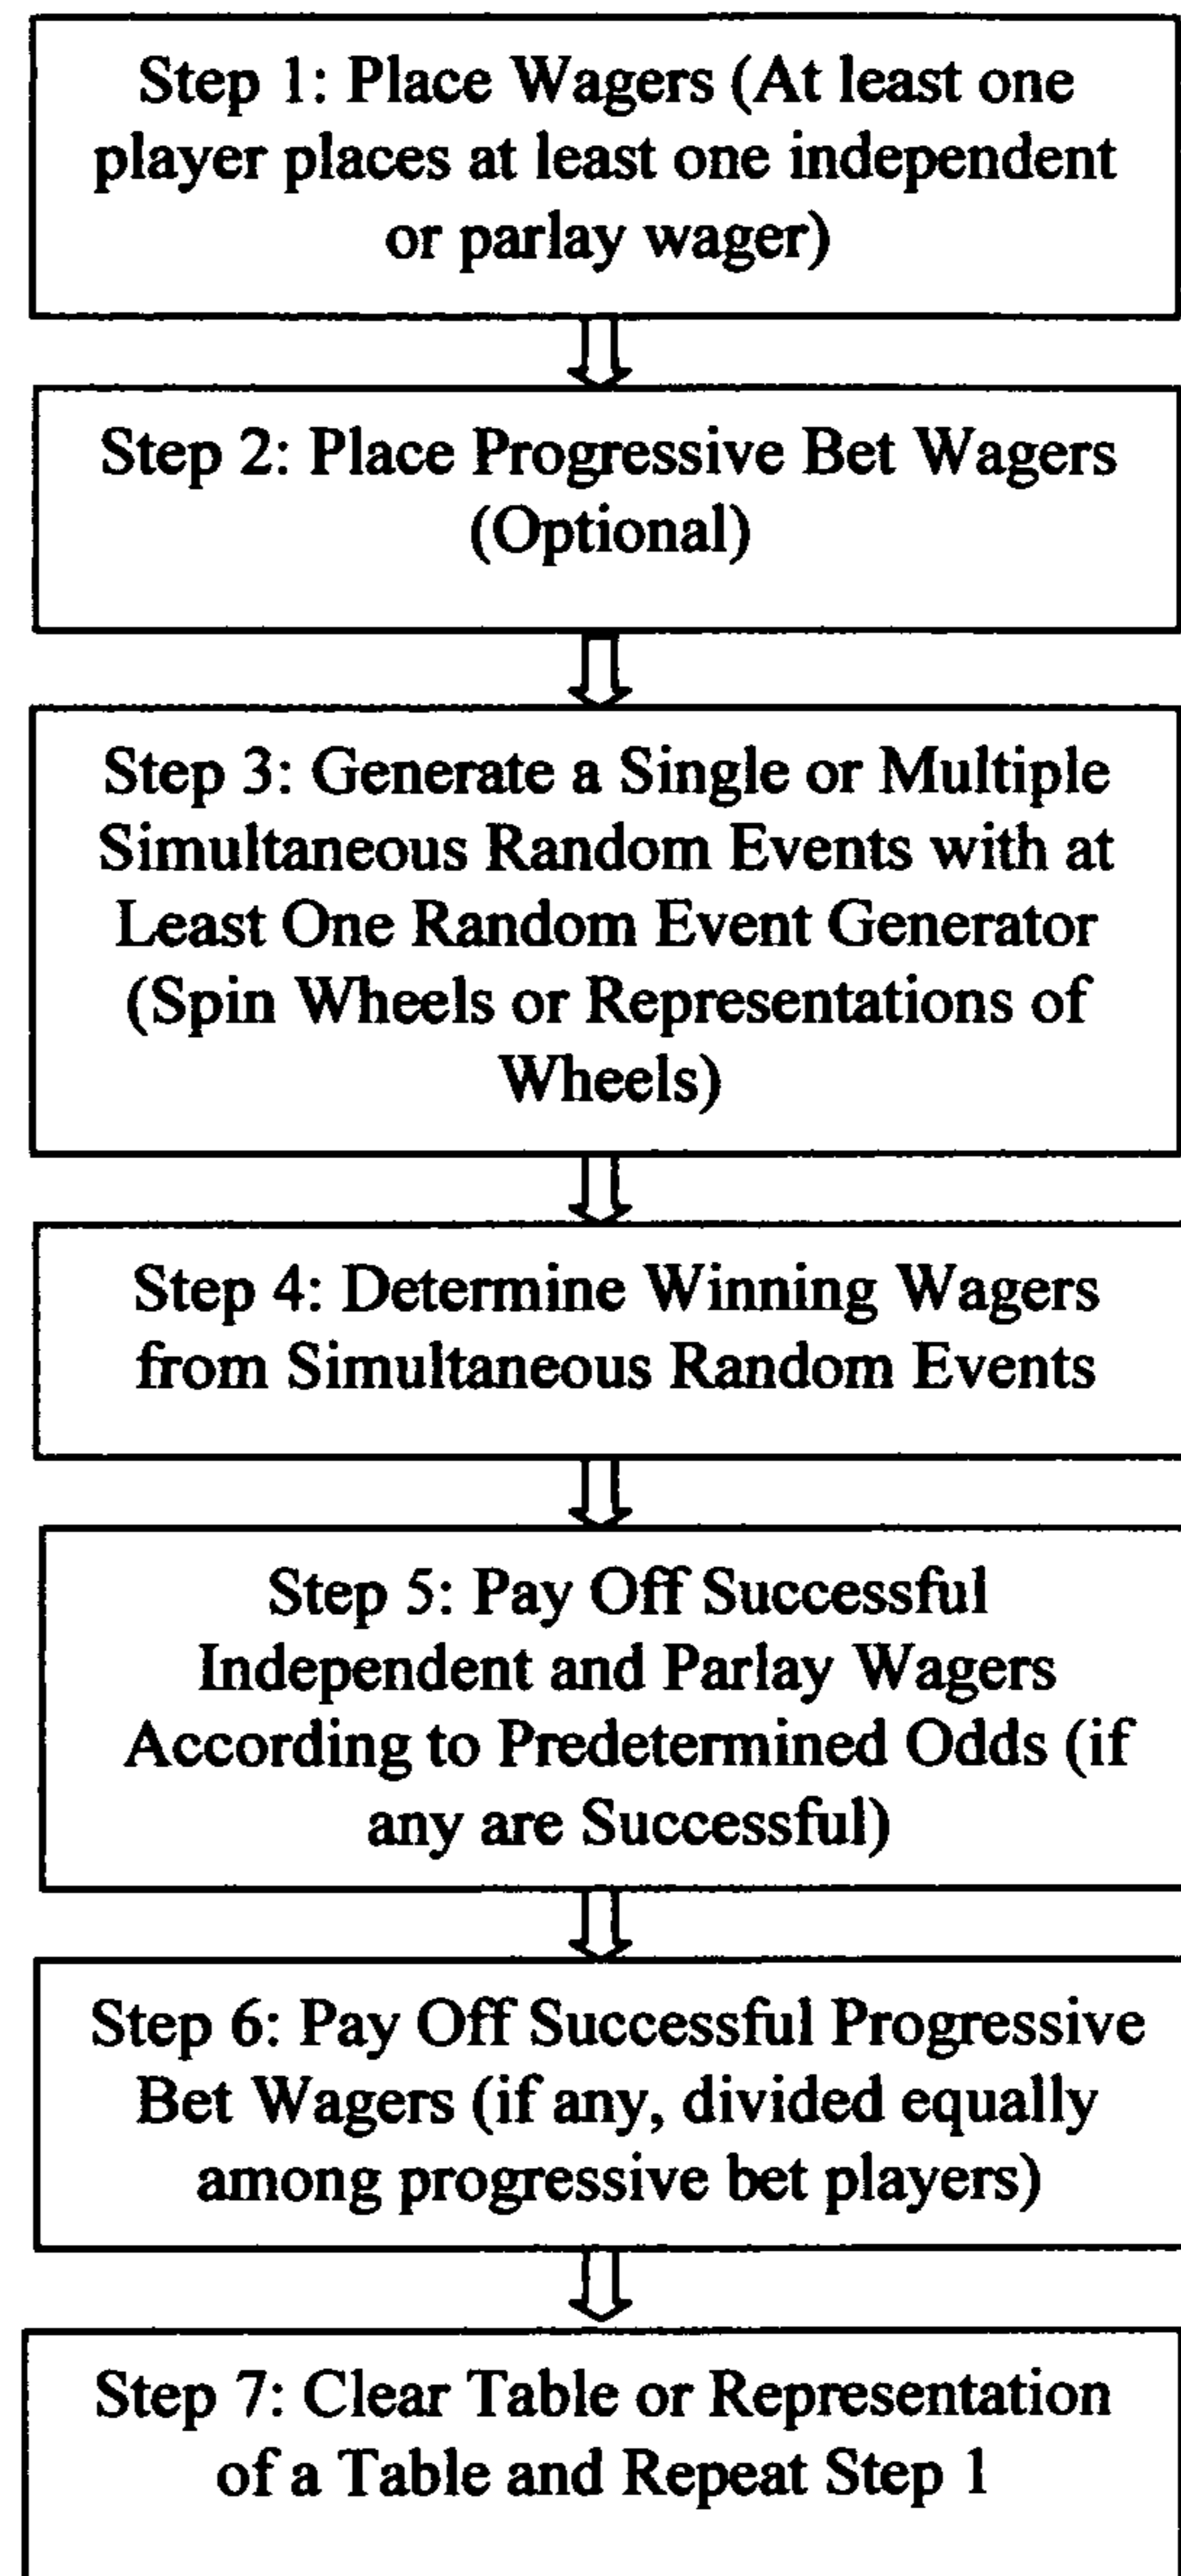 Step 1: Place Wagers (At least one
player places at least one independent
or parlay wager)
Step 2: Place Progressive Bet Wagers
(Optional)
Step 3: Generate a Single or Multiple
Simultaneous Random Events with at
Least One Random Event Generator
(Spin Wheels or Representations of
Wheels)
Step 4: Determine Winning Wagers
from Simultaneous Random Events
Step 5: Pay Off Successful
Independent and Parlay Wagers
According to Predetermined Odds (if
any are Successful)
Step 6: Pay Off Successful Progressive
Bet Wagers (if any, divided equally
among progressive bet players)
Step 7: Clear Table or Representation
of a Table and Repeat Step 1